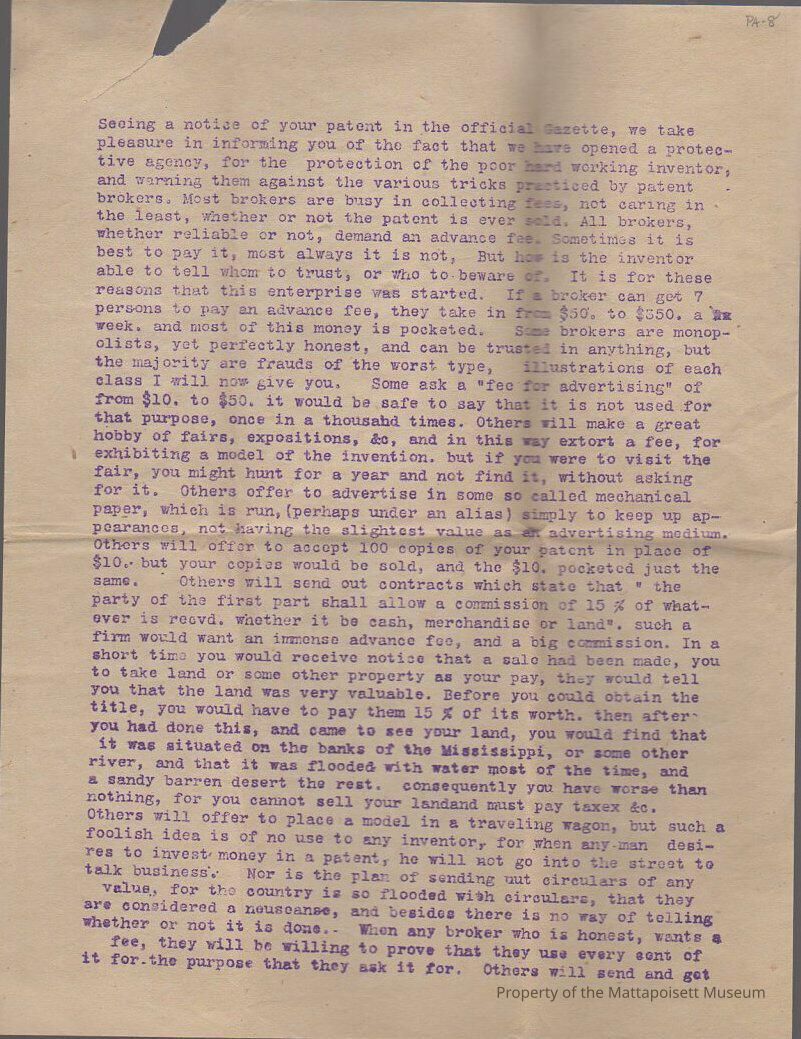 PA-8
Seeing a notice of your patent in the official Gazette, we take
pleasure in informing you of the fact that we have opened a protec-
tive agency, for the protection of the poor hard working inventor,
and warning them against the various tricks practiced by patent
brokers. Most brokers are busy in collecting fees, not caring in
the least, whether or not the patent is ever sold. All brokers,
whether reliable or not, demand an advance fee. Sometimes it is
best to pay it, most always it is not, But how is the inventor
able to tell whom to trust, or who to beware of. It is for these
reasons that this enterprise was started. If a broker can get 7
persons to pay an advance fee, they take in from $50. to $350. a
week. and most of this money is pocketed. Some brokers are monop-
olists, yet perfectly honest, and can be trusted in anything, but
the majority are frauds of the worst type, illustrations of each
class I will now give you. Some ask a "fee for advertising" of
from $10. to $50. it would be safe to say that it is not used for
that purpose, once in a thousahd times. Others will make a great
hobby of fairs, expositions, &c, and in this way extort a fee, for
exhibiting a model of the invention. but if you were to visit the
fair, you might hunt for a year and not find it, without asking
for it. Others offer to advertise in some so called mechanical
paper, which is run, (perhaps under an alias) simply to keep up ap-
pearances, not having the slightest value as an advertising medium.
Others will offer to accept 100 copies of your patent in place of
$10. but your copies would be sold, and the $10. pocketed just the
same. Others will send out contracts which state that " the
party of the first part shall allow a commission of 15 % of what-
ever is recvd. whether it be cash, merchandise or land". such a
firm would want an immense advance fee, and a big commission. In a
short time you would receive notice that a sale had been made, you
to take land or some other property as your pay, they would tell
you that the land was very valuable. Before you could obtain the
title, you would have to pay them 15 % of its worth. then after
you had done this, and came to see your land, you would find that
it was situated on the banks of the Mississippi, or some other
river, and that it was flooded with water most of the time, and
a sandy barren desert the rest. consequently you have worse than
nothing, for you cannot sell your landand must pay taxex &c.
Others will offer to place a model in a traveling wagon, but such a
foolish idea is of no use to any inventor, for when any man desi-
res to invest money in a patent, he will not go into the street to
talk business. Nor is the plan of sending out circulars of any
value, for the country is so flooded with circulars, that they
are considered a neuseanse, and besides there is no way of telling
whether or not it is done. When any broker who is honest, wants a
fee, they will be willing to prove that they use every cent of
it for the purpose that they ask it for. Others will send and get
Property of the Mattapoisett Museum